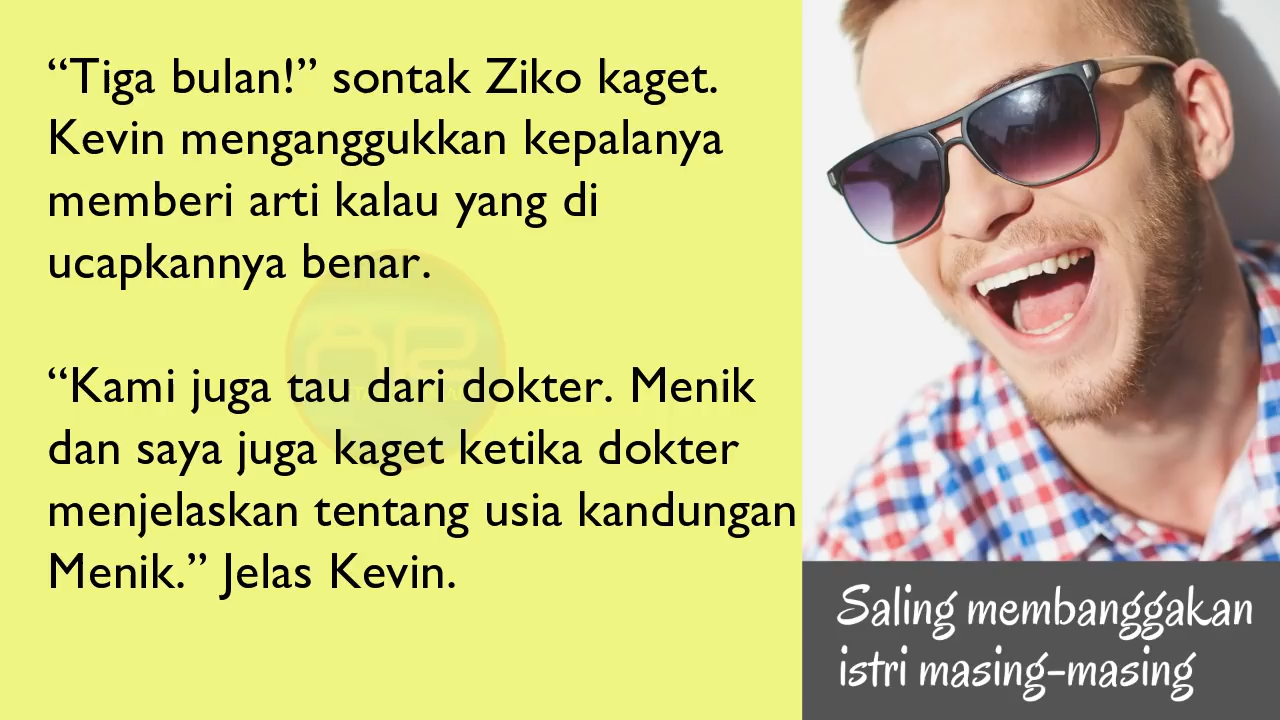 “Tiga bulan!” sontak Ziko kaget.
Kevin menganggukkan kepalanya
memberi arti kalau yang di
ucapkannya benar.
“Kami juga tau dari dokter. Menik
dan saya juga kaget ketika dokter
menjelaskan tentang usia kandungan
Menik.” Jelas Kevin.
Saling membanggakan
istri masing-masing